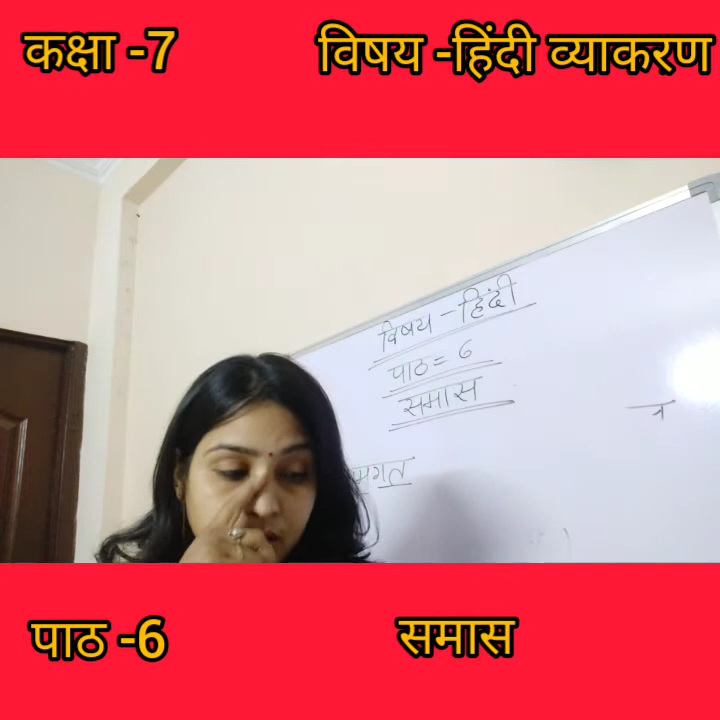 कक्षा -7
विषय -हिंदी व्याकरण
विषय - हिंदी
पाठ = 6
समास
पाठ -6
समास